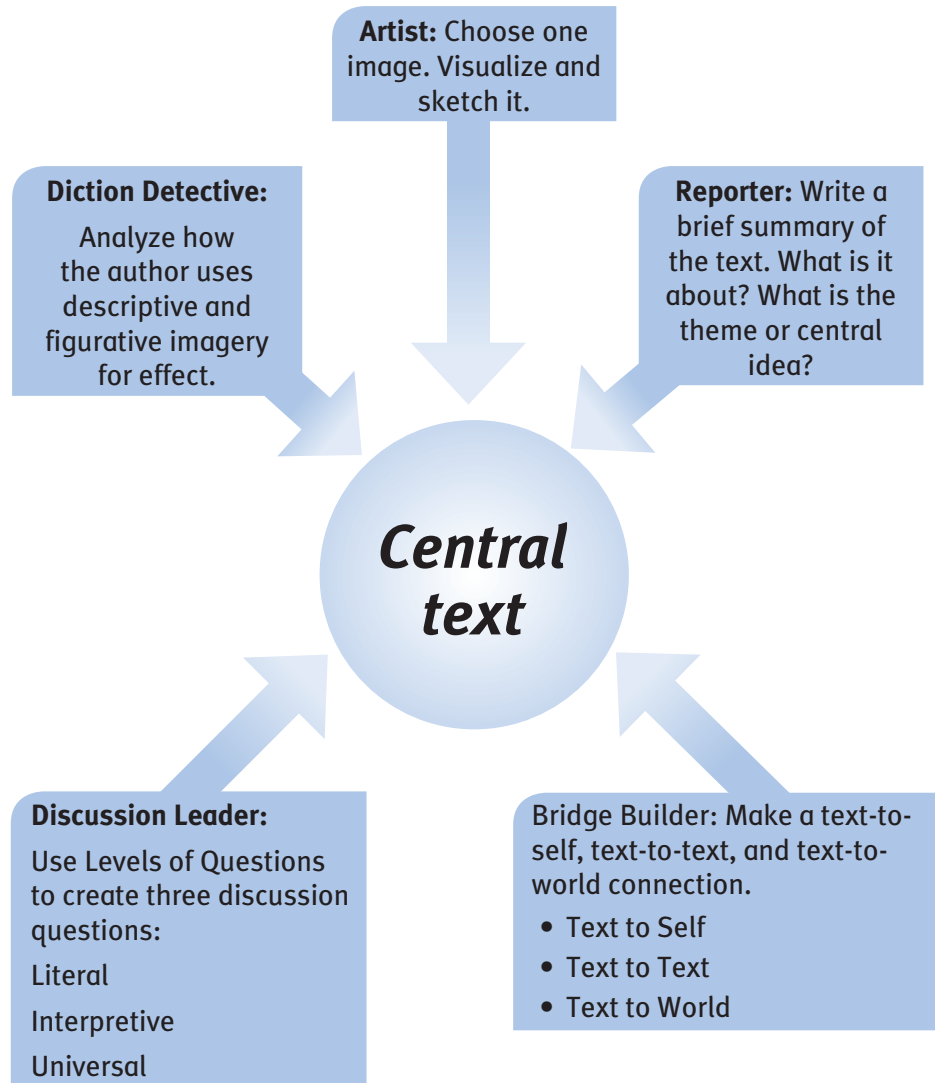 Artist: Choose one
image. Visualize and
sketch it.
Diction Detective:
Analyze how
the author uses
descriptive and
figurative imagery
for effect.
Reporter: Write a
brief summary of
the text. What is it
about? What is the
theme or central
idea?
Central
text
Discussion Leader:
Use Levels of Questions
to create three discussion
questions:
Literal
Interpretive
Universal
Bridge Builder: Make a text-to-
self, text-to-text, and text-to-
world connection.
• Text to Self
• Text to Text
• Text to World